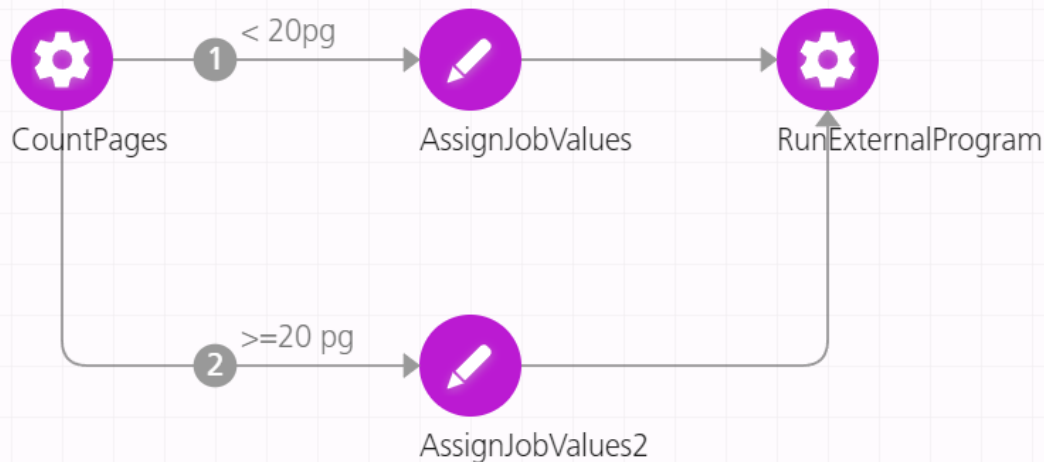 1
< 20pg
CountPages
AssignJobValues
RunExternalProgram
2
>=20 pg
AssignJobValues2